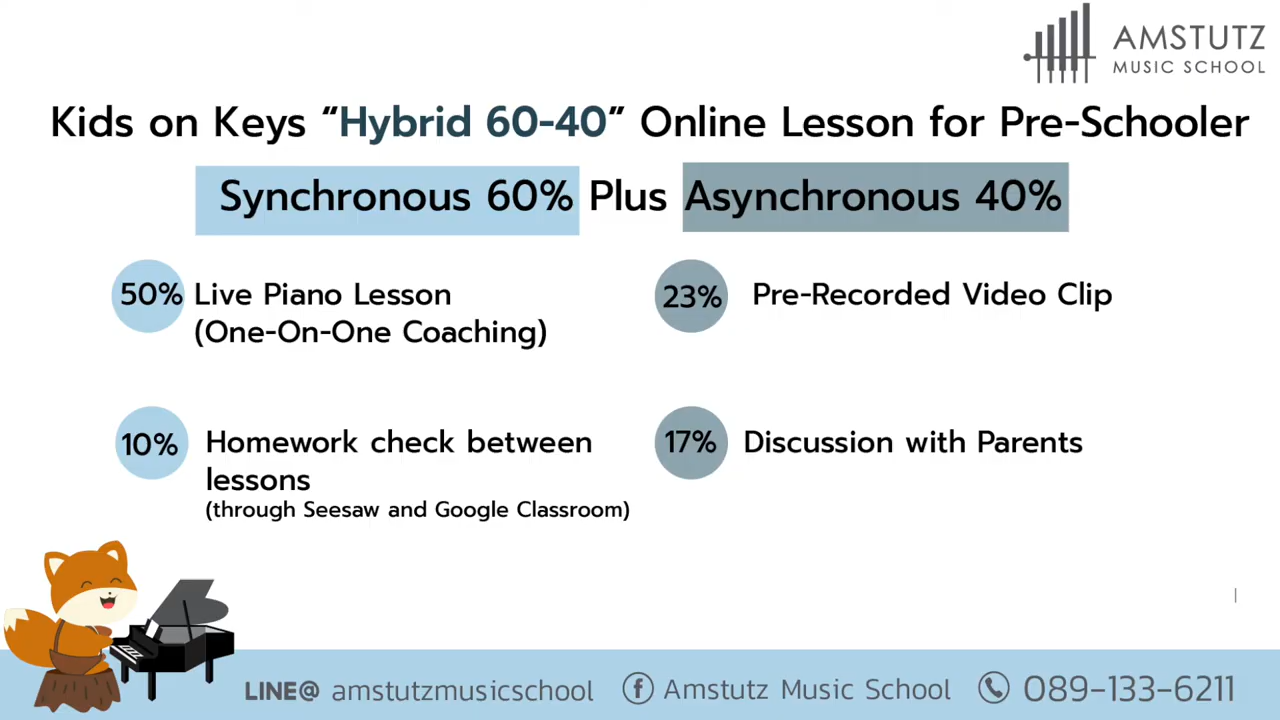 AMSTUTZ
MUSIC SCHOOL
Kids on Keys “Hybrid 60-40” Online Lesson for Pre-Schooler
Synchronous 60% Plus Asynchronous 40%
50% Live Piano Lesson
(One-On-One Coaching)
23% Pre-Recorded Video Clip
10% Homework check between
lessons
(through Seesaw and Google Classroom)
17% Discussion with Parents
LINE@ amstutzmusicschool Amstutz Music School 089-133-6211